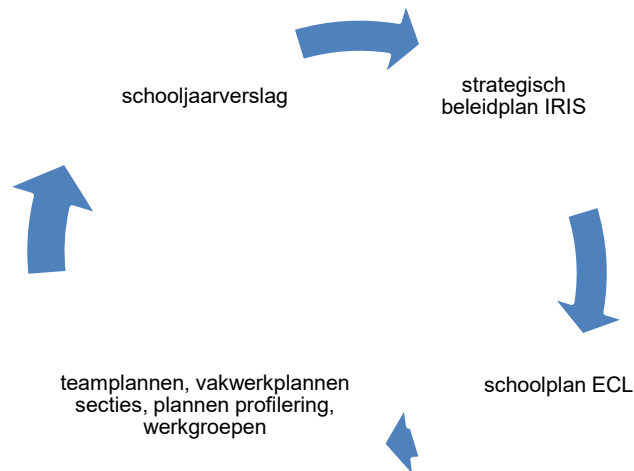 schooljaarverslag
strategisch
beleidplan IRIS
schoolplan ECL
teamplannen, vakwerkplannen
secties, plannen profilering,
werkgroepen